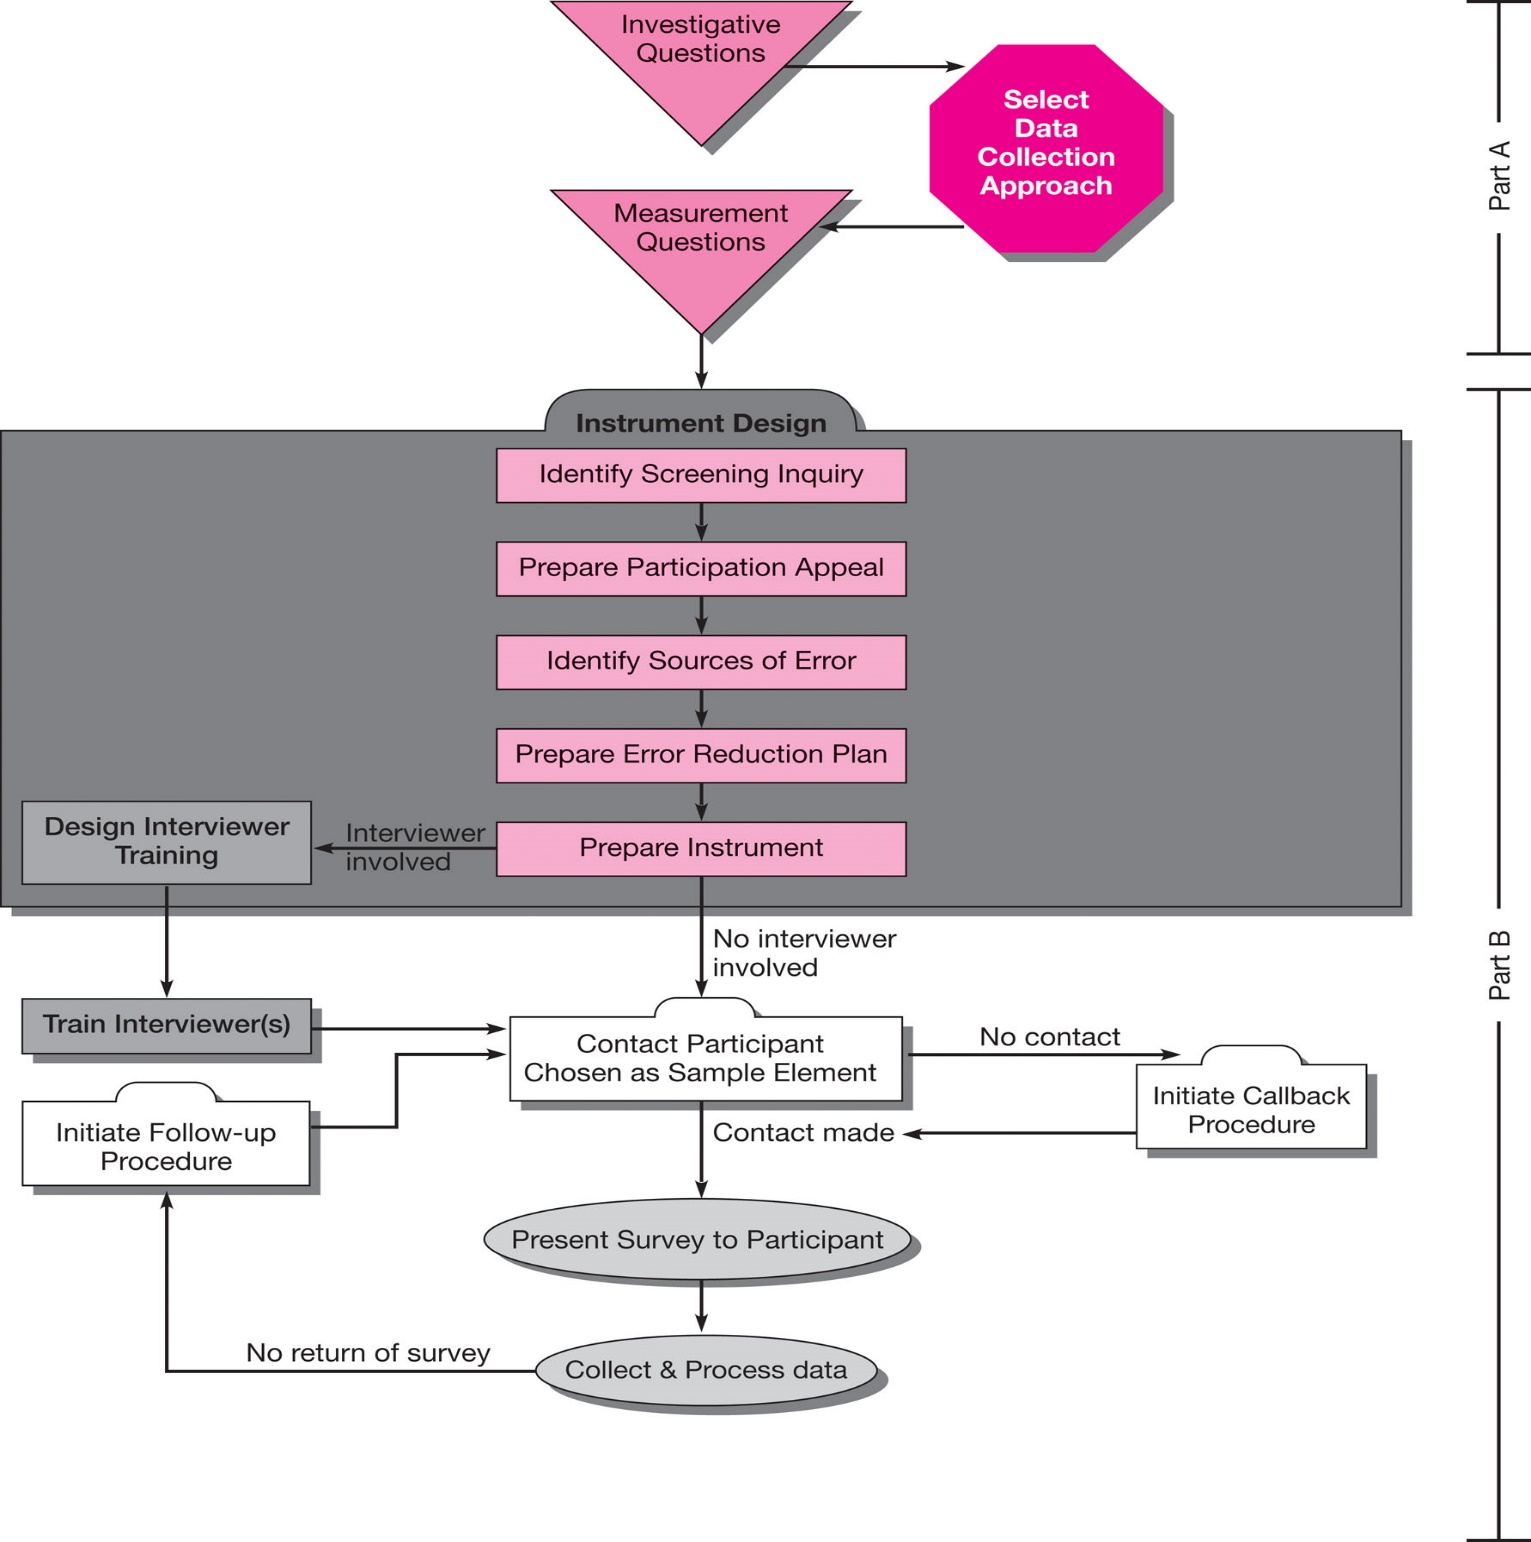 Investigative
Questions
Select
Data
Collection
Approach
Part A
Measurement
Questions
Instrument Design
Identify Screening Inquiry
Prepare Participation Appeal
Identify Sources of Error
Prepare Error Reduction Plan
Design Interviewer
Training
Interviewer
involved
Prepare Instrument
No interviewer
involved
Part B
Train Interviewer(s)
Contact Participant
Chosen as Sample Element
No contact
Initiate Callback
Procedure
Initiate Follow-up
Procedure
Contact made
Present Survey to Participant
No return of survey
Collect & Process data